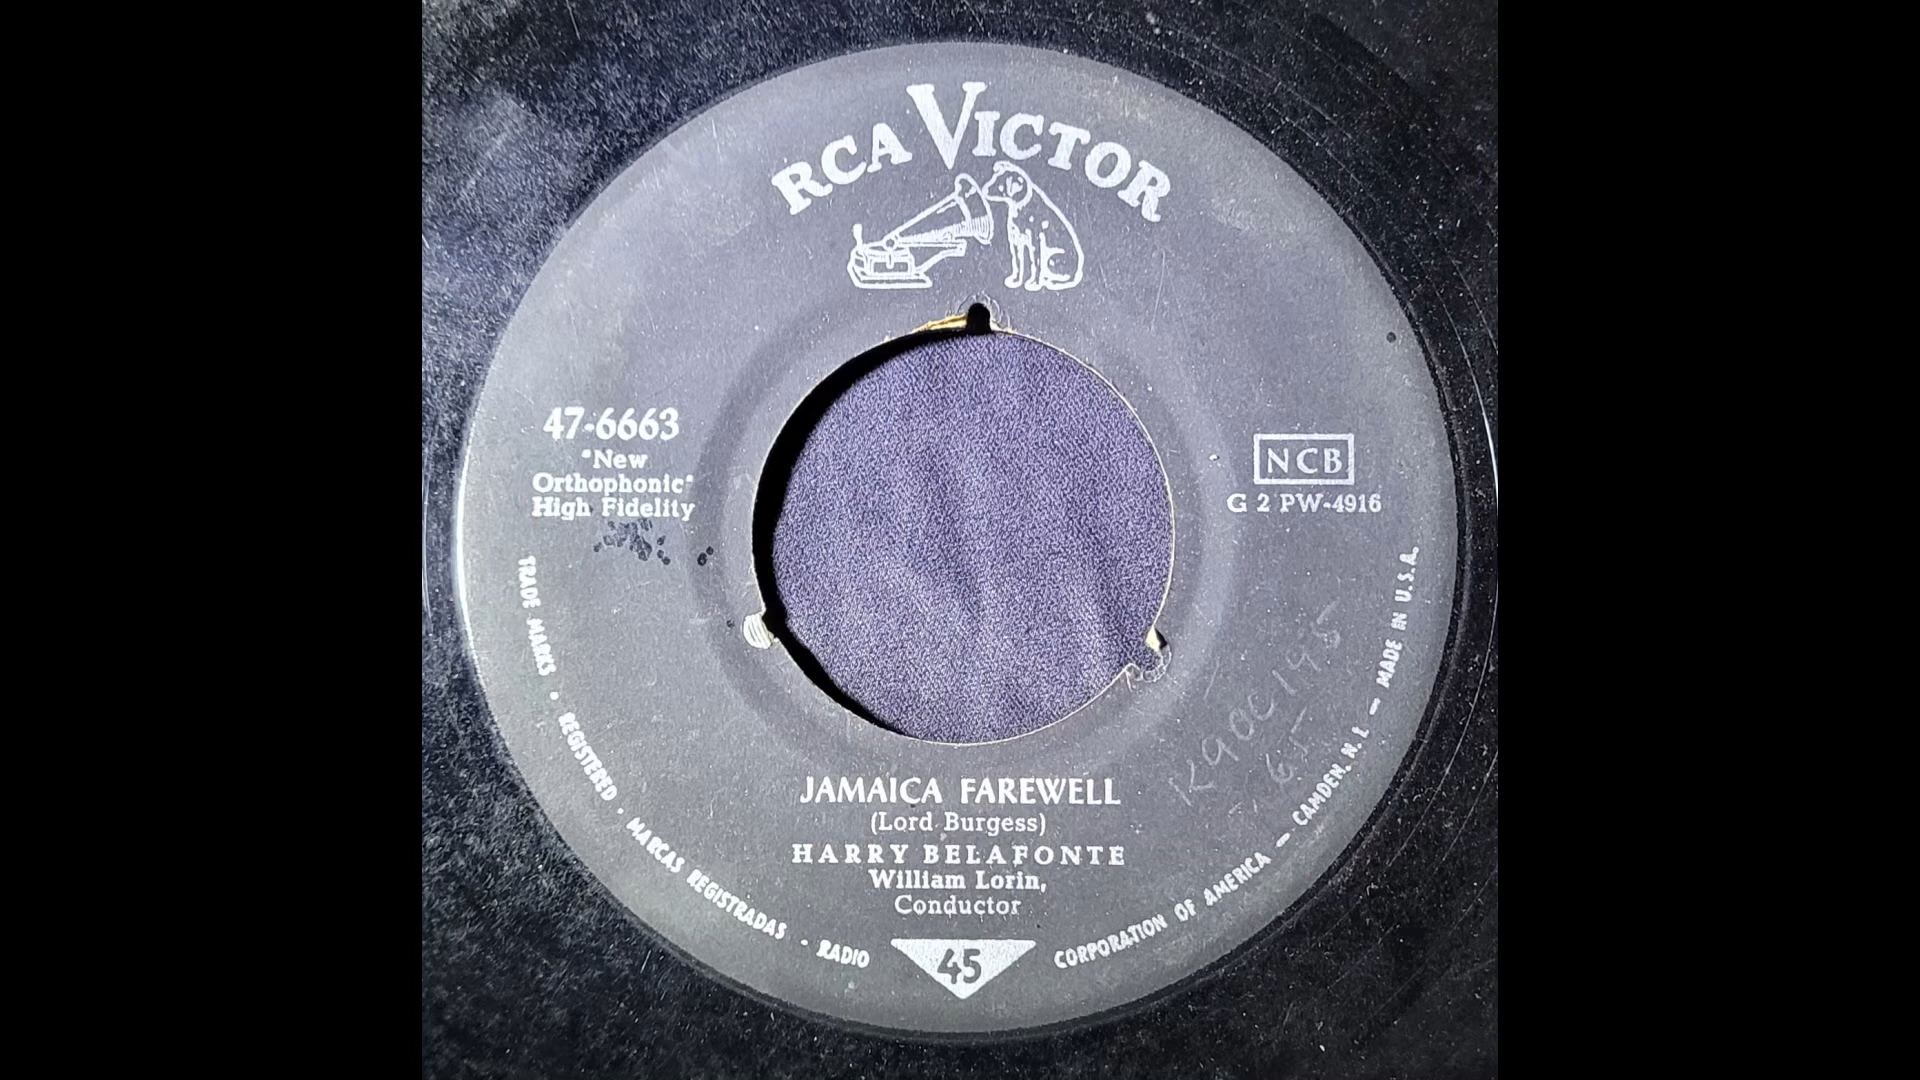 RCA VICTOR
47-6663
"New
Orthophonic"
High Fidelity
NCB
G 2 PW-4916
JAMAICA FAREWELL
(Lord Burgess)
HARRY BELAFONTE
William Lorin,
Conductor
45
TRADE MARKS • REGISTERED • MARCAS REGISTRADAS • RADIO CORPORATION OF AMERICA — CAMDEN, N. J. — MADE IN U.S.A.